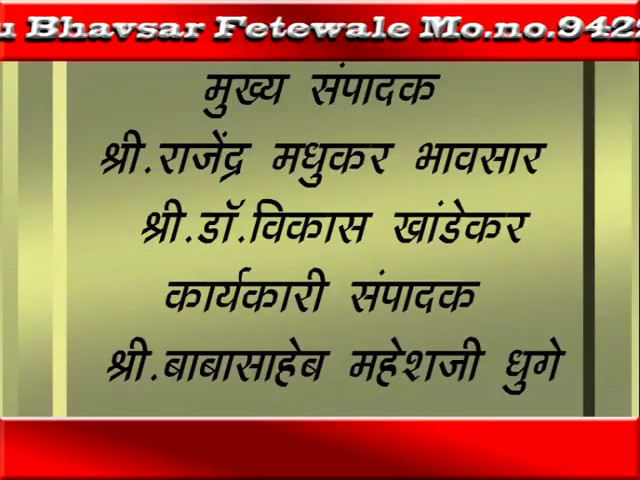 Bhavsar Fetewale Mo.no.942
मुख्य संपादक
श्री.राजेंद्र मधुकर भावसार
श्री.डॉ.विकास खांडेकर
कार्यकारी संपादक
श्री.बाबासाहेब महेशजी धुगे